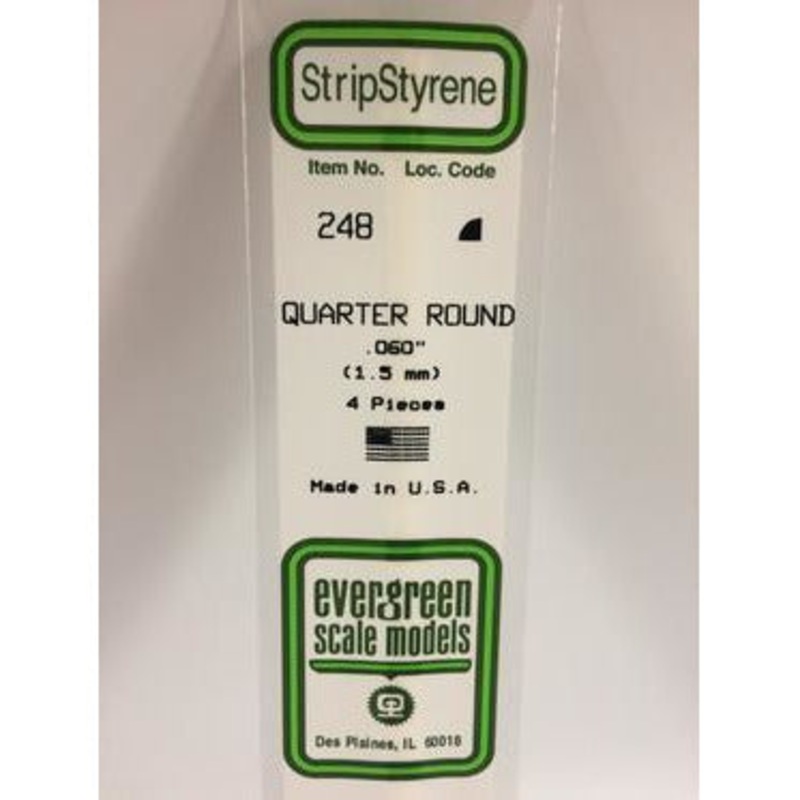 StripStyrene
Item No. Loc. Code
248
QUARTER ROUND
.060"
(1.5 mm)
4 Pieces
Made in U.S.A.
evergreen
scale models
Des Plaines, IL 60018